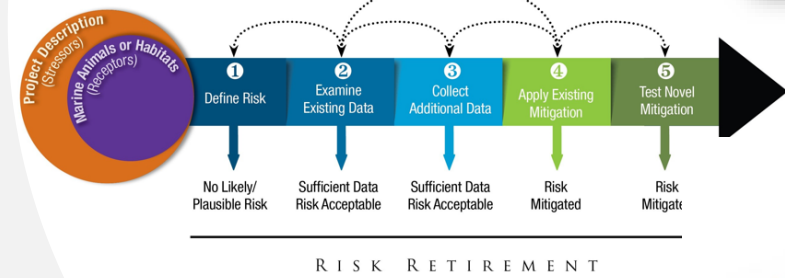 Project Description
(Stressors)
Marine Animals or Habitats
(Receptors)
1
Define Risk
2
Examine
Existing Data
3
Collect
Additional Data
4
Apply Existing
Mitigation
5
Test Novel
Mitigation
No Likely/
Plausible Risk
Sufficient Data
Risk Acceptable
Sufficient Data
Risk Acceptable
Risk
Mitigated
Risk
Mitigate
RISK RETIREMENT